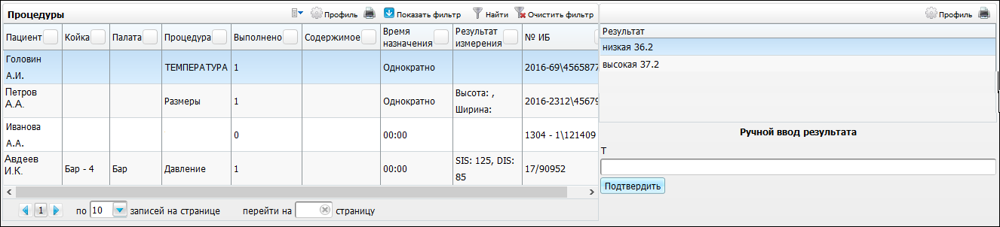 Процедуры Профиль Показать фильтр Найти Очистить фильтр
Пациент Койка Палата Процедура Выполнено Содержимое Время назначения Результат измерения № ИБ
Головин А.И. ТЕМПЕРАТУРА 1 Однократно 2016-69\4565877
Петров А.А. Размеры 1 Однократно Высота: , Ширина: 2016-2312\45679
Иванова А.А. 0 00:00 1304 - 1\121409
Авдеев И.К. Бар - 4 Бар Давление 1 00:00 SIS: 125, DIS: 85 17/90952
1 по 10 записей на странице перейти на страницу
Профиль
Результат
низкая 36.2
высокая 37.2
Ручной ввод результата
Т
Подтвердить